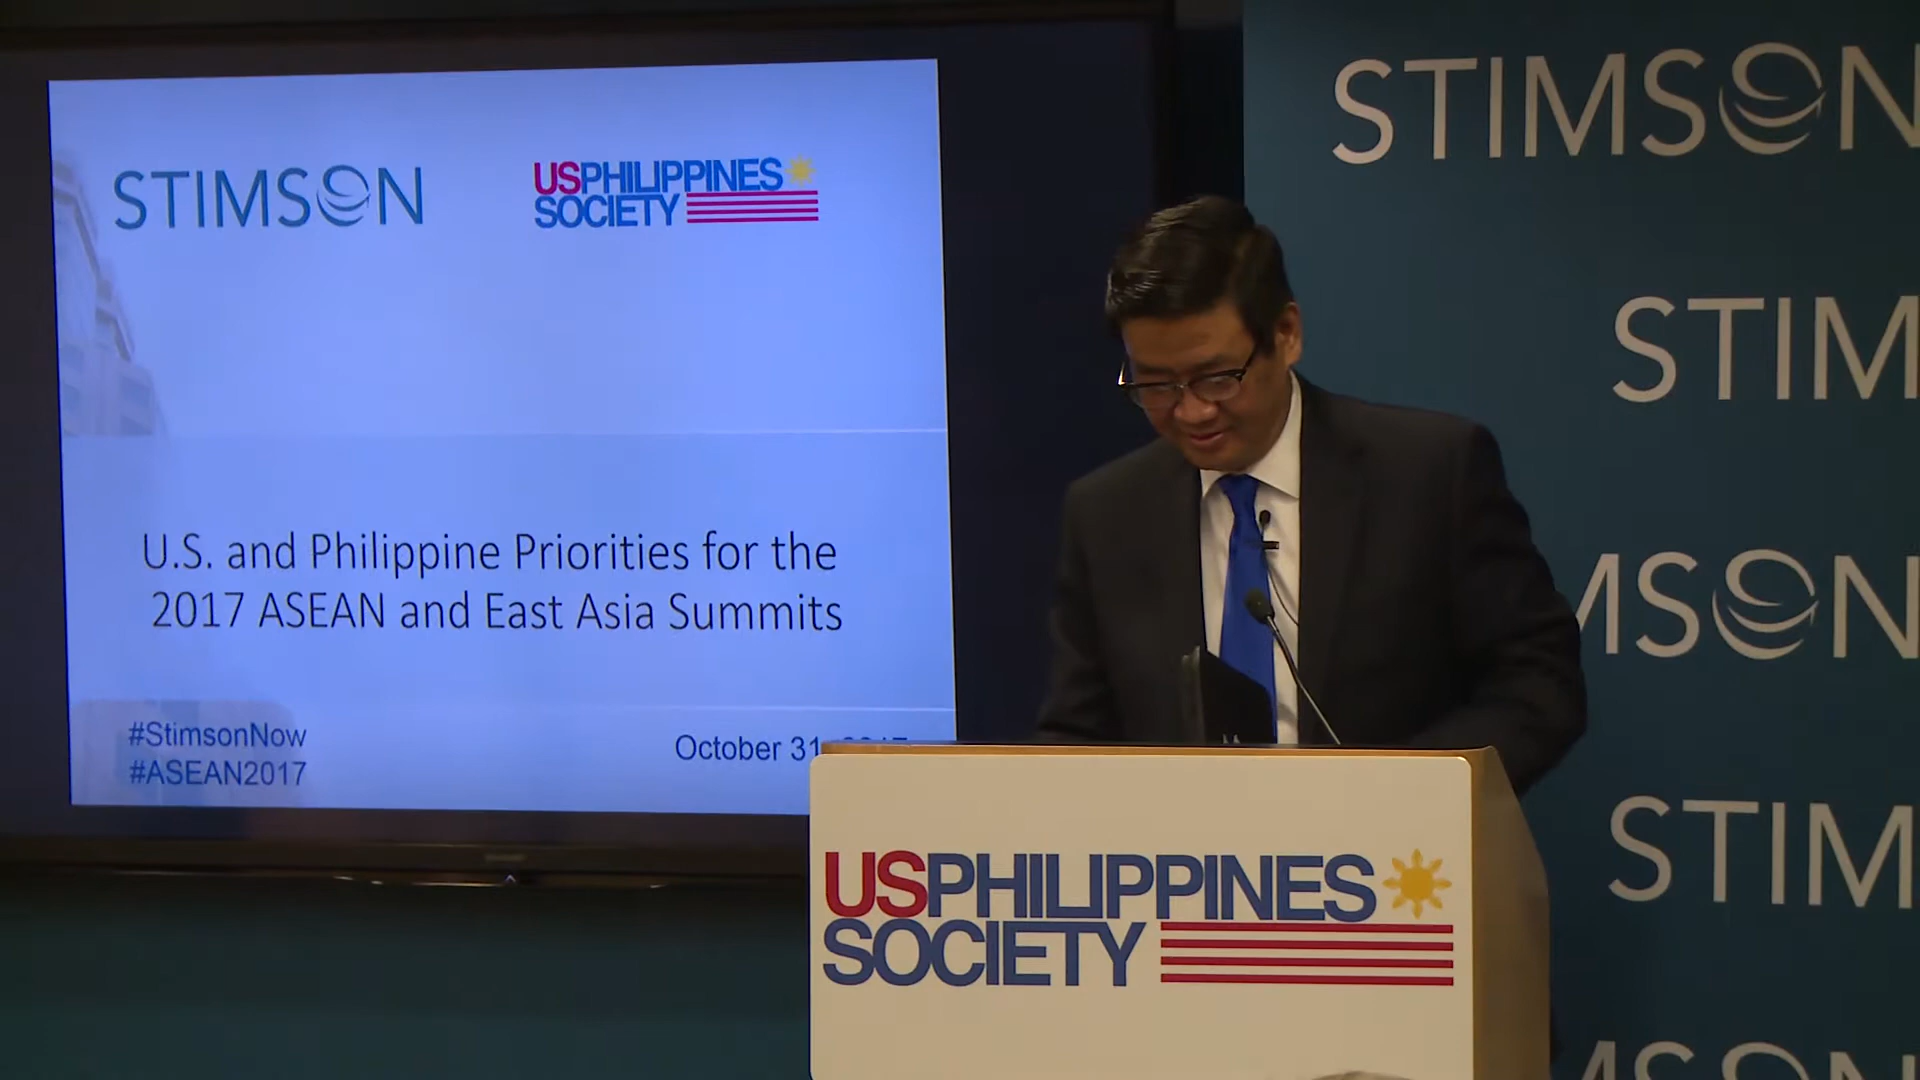 STIMSON
USPHILIPPINES
SOCIETY
U.S. and Philippine Priorities for the
2017 ASEAN and East Asia Summits
#StimsonNow
#ASEAN2017
October 31,
STIMSON
STIM
MSON
STIM
MSON
USPHILIPPINES
SOCIETY